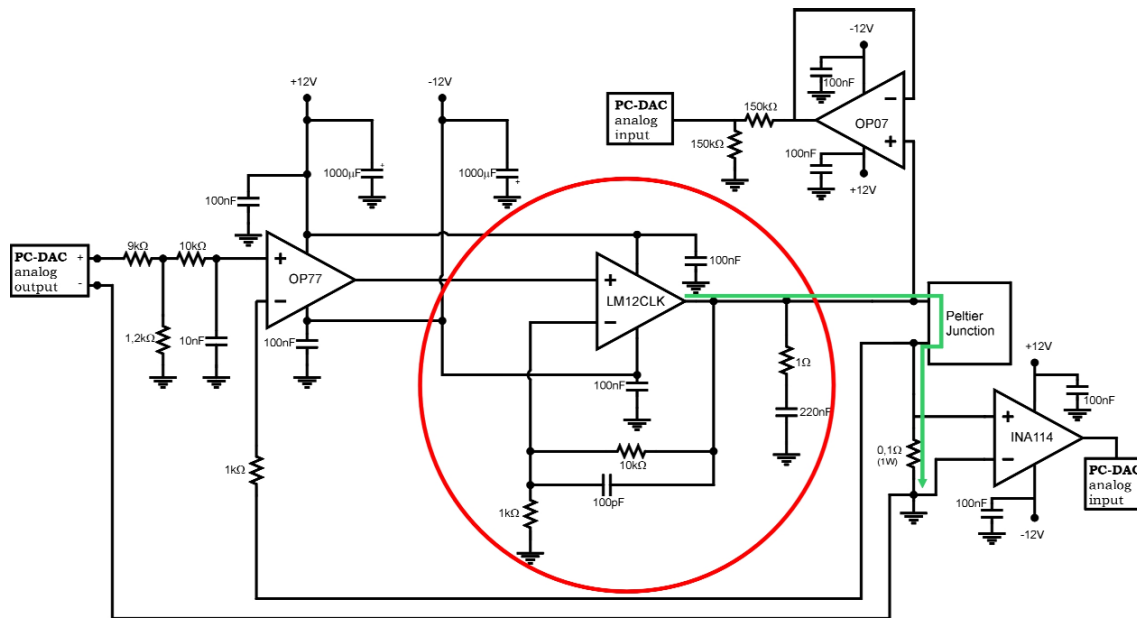 -12V
+12V
-12V
100nF
PC-DAC
analog
input
150kΩ
OP07
150kΩ
100nF
+12V
1000µF
1000µF
100nF
PC-DAC
analog
output
+
-
9kΩ
10kΩ
+
OP77
−
+
−
100nF
+
LM12CLK
−
Peltier
Junction
1,2kΩ
10nF
100nF
+12V
1Ω
100nF
100nF
220nF
+
INA114
−
0,1Ω
(1W)
PC-DAC
analog
input
1kΩ
10kΩ
100pF
1kΩ
100nF
-12V